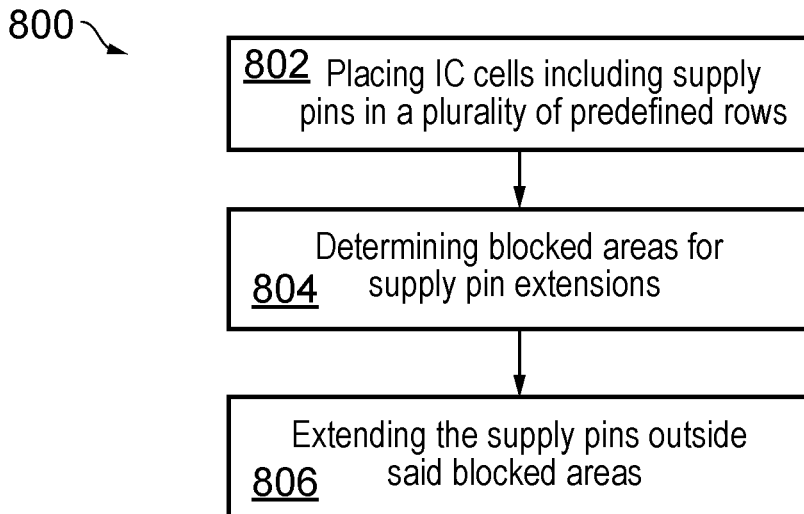 800
802 Placing IC cells including supply
pins in a plurality of predefined rows
Determining blocked areas for
804 supply pin extensions
Extending the supply pins outside
806 said blocked areas